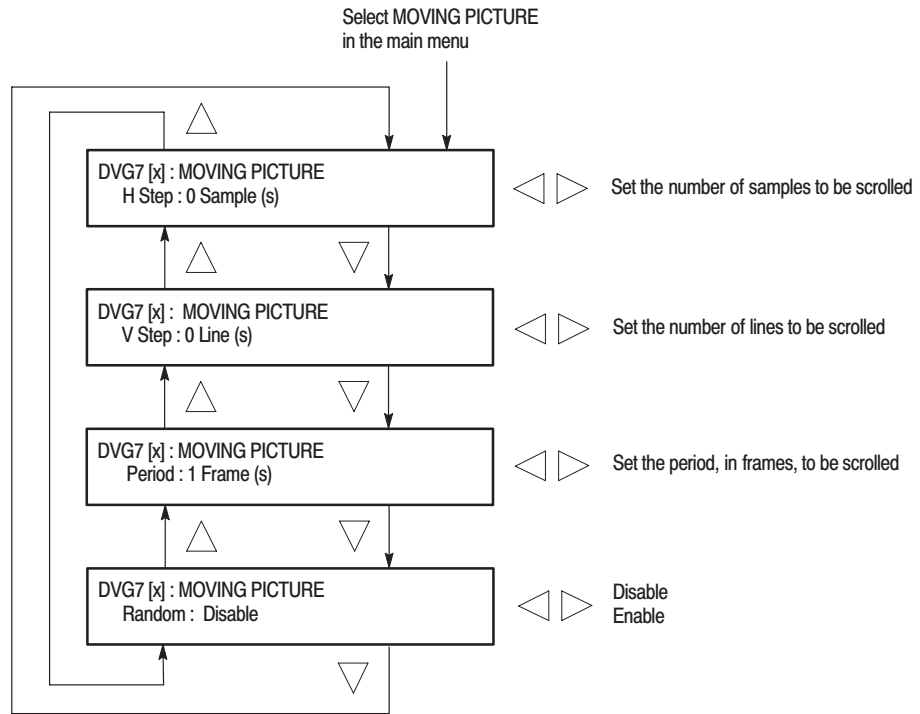 Select MOVING PICTURE
in the main menu
DVG7 [x] : MOVING PICTURE
H Step : 0 Sample (s)
Set the number of samples to be scrolled
DVG7 [x] : MOVING PICTURE
V Step : 0 Line (s)
Set the number of lines to be scrolled
DVG7 [x] : MOVING PICTURE
Period : 1 Frame (s)
Set the period, in frames, to be scrolled
DVG7 [x] : MOVING PICTURE
Random : Disable
Disable
Enable